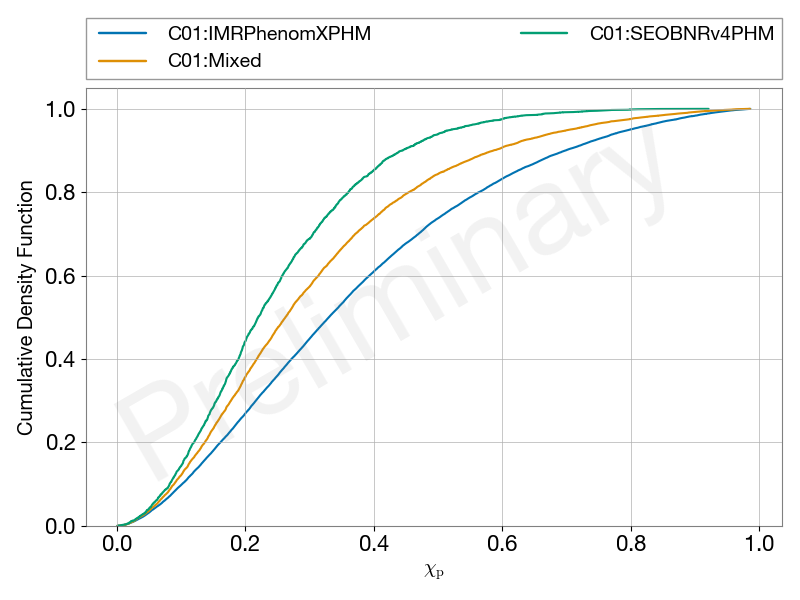 C01:IMRPhenomXPHM
C01:Mixed
C01:SEOBNRv4PHM
Cumulative Density Function
1.0
0.8
0.6
0.4
0.2
0.0
Preliminary
0.0 0.2 0.4 0.6 0.8 1.0
χp